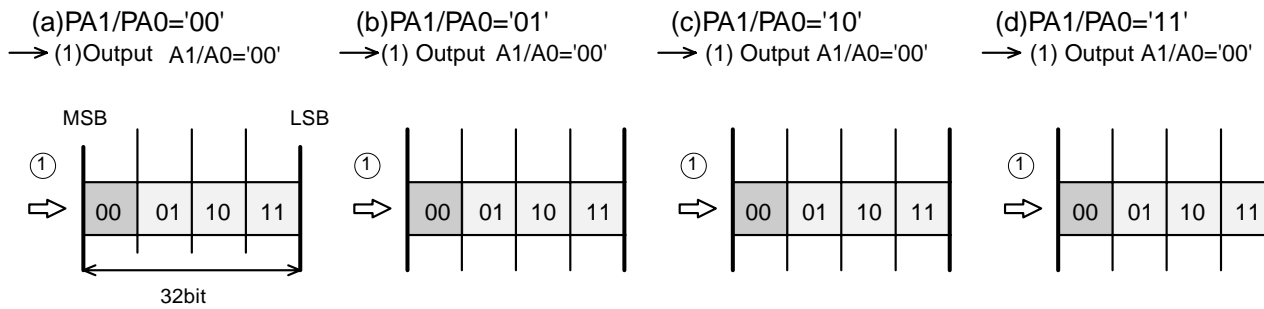 (a)PA1/PA0='00' (b)PA1/PA0='01' (c)PA1/PA0='10' (d)PA1/PA0='11'
(1)Output A1/A0='00' (1) Output A1/A0='00' (1) Output A1/A0='00' (1) Output A1/A0='00'
MSB LSB
1 1 1 1
00 01 10 11 00 01 10 11 00 01 10 11 00 01 10 11
32bit